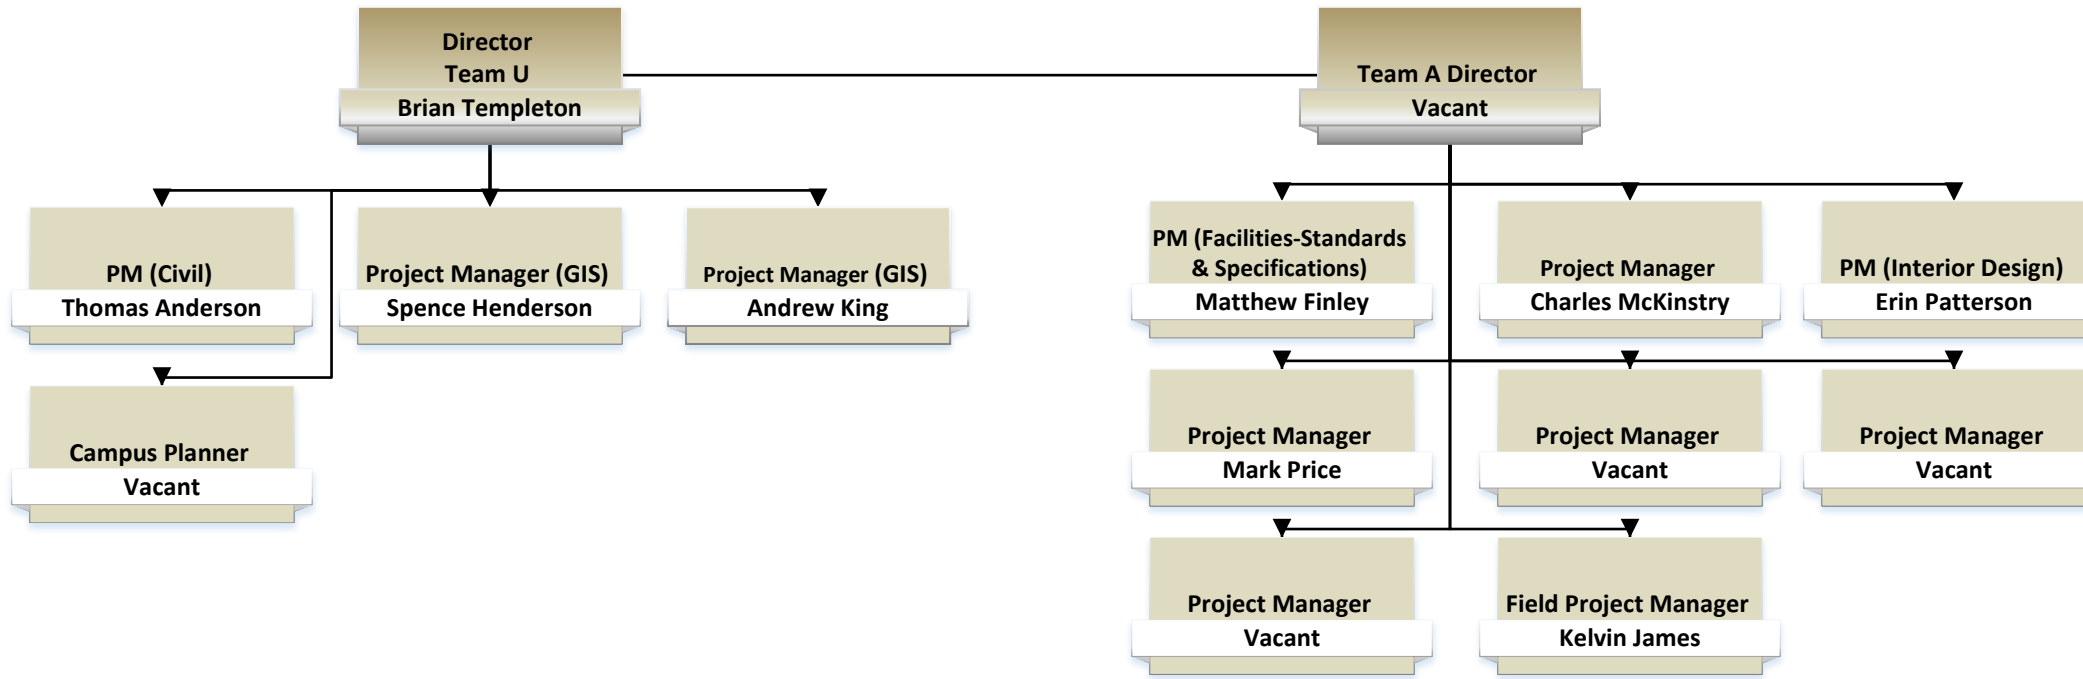 Director
Team U
Brian Templeton
Team A Director
Vacant
PM (Civil)
Thomas Anderson
Project Manager (GIS)
Spence Henderson
Project Manager (GIS)
Andrew King
Campus Planner
Vacant
PM (Facilities-Standards
& Specifications)
Matthew Finley
Project Manager
Charles McKinstry
PM (Interior Design)
Erin Patterson
Project Manager
Mark Price
Project Manager
Vacant
Project Manager
Vacant
Project Manager
Vacant
Field Project Manager
Kelvin James